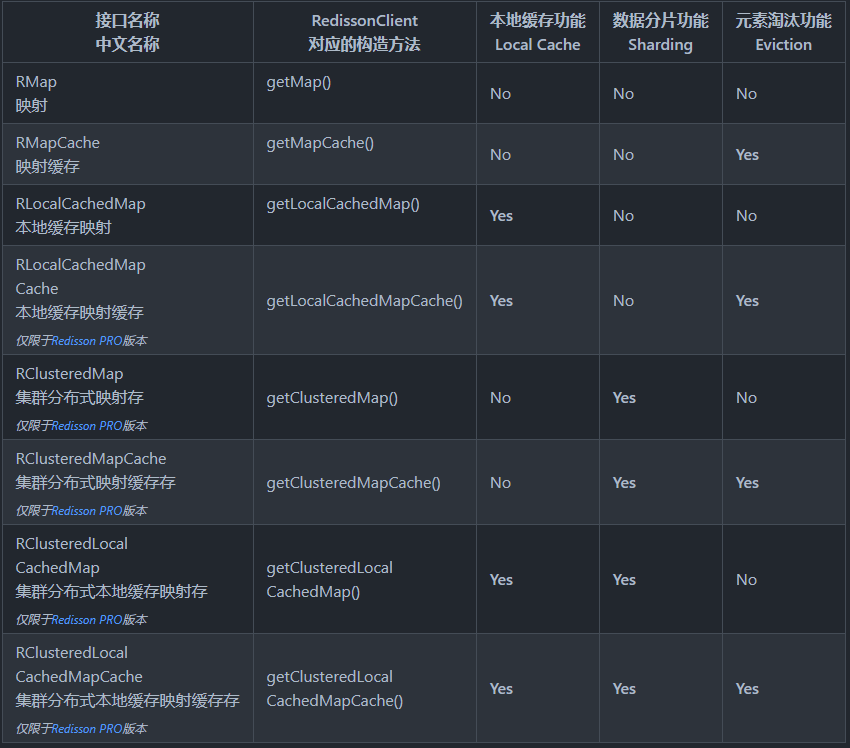 接口名称
中文名称
RedissonClient
对应的构造方法
本地缓存功能
Local Cache
数据分片功能
Sharding
元素淘汰功能
Eviction
RMap
映射
getMap()
No
No
No
RMapCache
映射缓存
getMapCache()
No
No
Yes
RLocalCachedMap
本地缓存映射
getLocalCachedMap()
Yes
No
No
RLocalCachedMap
Cache
本地缓存映射缓存
仅限于Redisson PRO版本
getLocalCachedMapCache()
Yes
No
Yes
RClusteredMap
集群分布式映射存
仅限于Redisson PRO版本
getClusteredMap()
No
Yes
No
RClusteredMapCache
集群分布式映射缓存存
仅限于Redisson PRO版本
getClusteredMapCache()
No
Yes
Yes
RClusteredLocal
CachedMap
集群分布式本地缓存映射存
仅限于Redisson PRO版本
getClusteredLocal
CachedMap()
Yes
Yes
No
RClusteredLocal
CachedMapCache
集群分布式本地缓存映射缓存存
仅限于Redisson PRO版本
getClusteredLocal
CachedMapCache()
Yes
Yes
Yes